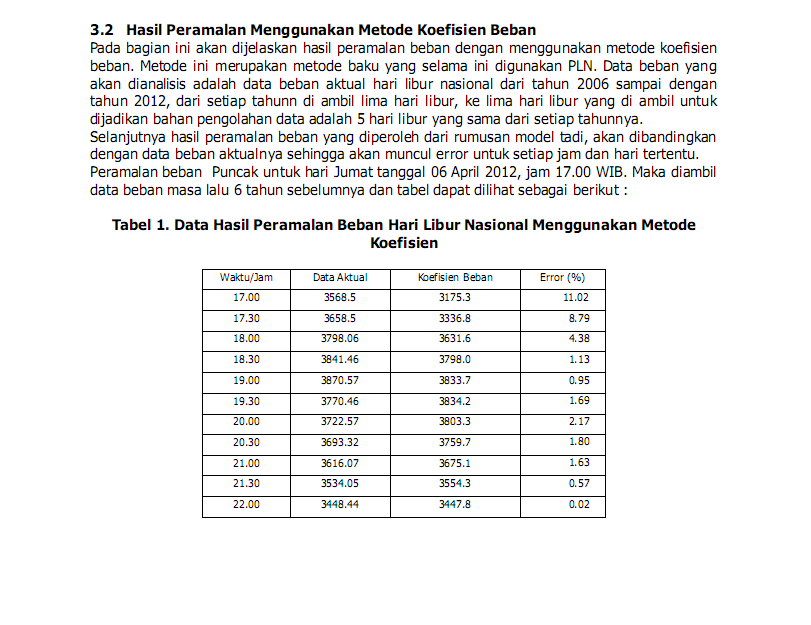 3.2 Hasil Peramalan Menggunakan Metode Koefisien Beban
Pada bagian ini akan dijelaskan hasil peramalan beban dengan menggunakan metode koefisien
beban. Metode ini merupakan metode baku yang selama ini digunakan PLN. Data beban yang
akan dianalisis adalah data beban aktual hari libur nasional dari tahun 2006 sampai dengan
tahun 2012, dari setiap tahunn di ambil lima hari libur, ke lima hari libur yang di ambil untuk
dijadikan bahan pengolahan data adalah 5 hari libur yang sama dari setiap tahunnya.
Selanjutnya hasil peramalan beban yang diperoleh dari rumusan model tadi, akan dibandingkan
dengan data beban aktualnya sehingga akan muncul error untuk setiap jam dan hari tertentu.
Peramalan beban Puncak untuk hari Jumat tanggal 06 April 2012, jam 17.00 WIB. Maka diambil
data beban masa lalu 6 tahun sebelumnya dan tabel dapat dilihat sebagai berikut :
Tabel 1. Data Hasil Peramalan Beban Hari Libur Nasional Menggunakan Metode
Koefisien
Waktu/Jam Data Aktual Koefisien Beban Error (%)
17.00 3568.5 3175.3 11.02
17.30 3658.5 3336.8 8.79
18.00 3798.06 3631.6 4.38
18.30 3841.46 3798.0 1.13
19.00 3870.57 3833.7 0.95
19.30 3770.46 3834.2 1.69
20.00 3722.57 3803.3 2.17
20.30 3693.32 3759.7 1.80
21.00 3616.07 3675.1 1.63
21.30 3534.05 3554.3 0.57
22.00 3448.44 3447.8 0.02